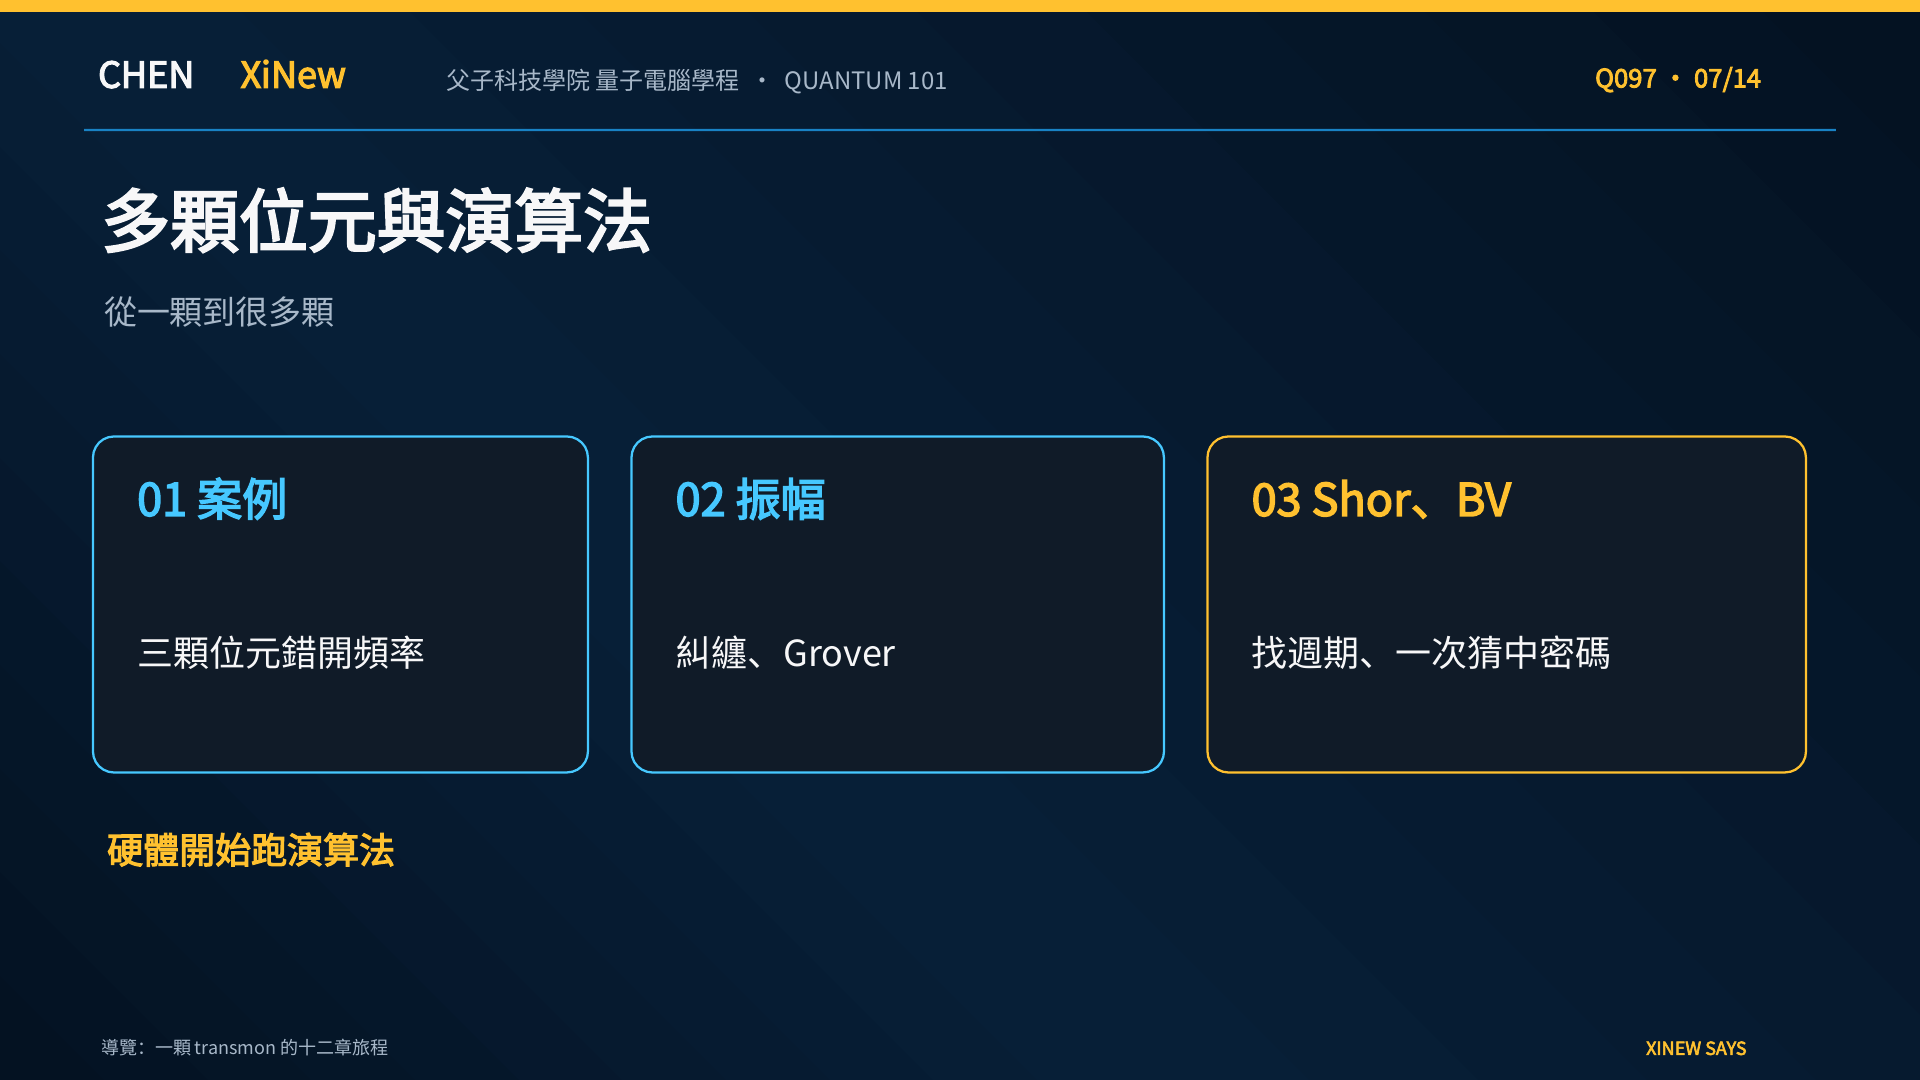 CHEN XiNew 父子科技學院 量子電腦學程 ・ QUANTUM 101 Q097 ・ 07/14
多顆位元與演算法
從一顆到很多顆
01 案例
三顆位元錯開頻率
02 振幅
糾纏、Grover
03 Shor、BV
找週期、一次猜中密碼
硬體開始跑演算法
導覽：一顆 transmon 的十二章旅程
XINEW SAYS